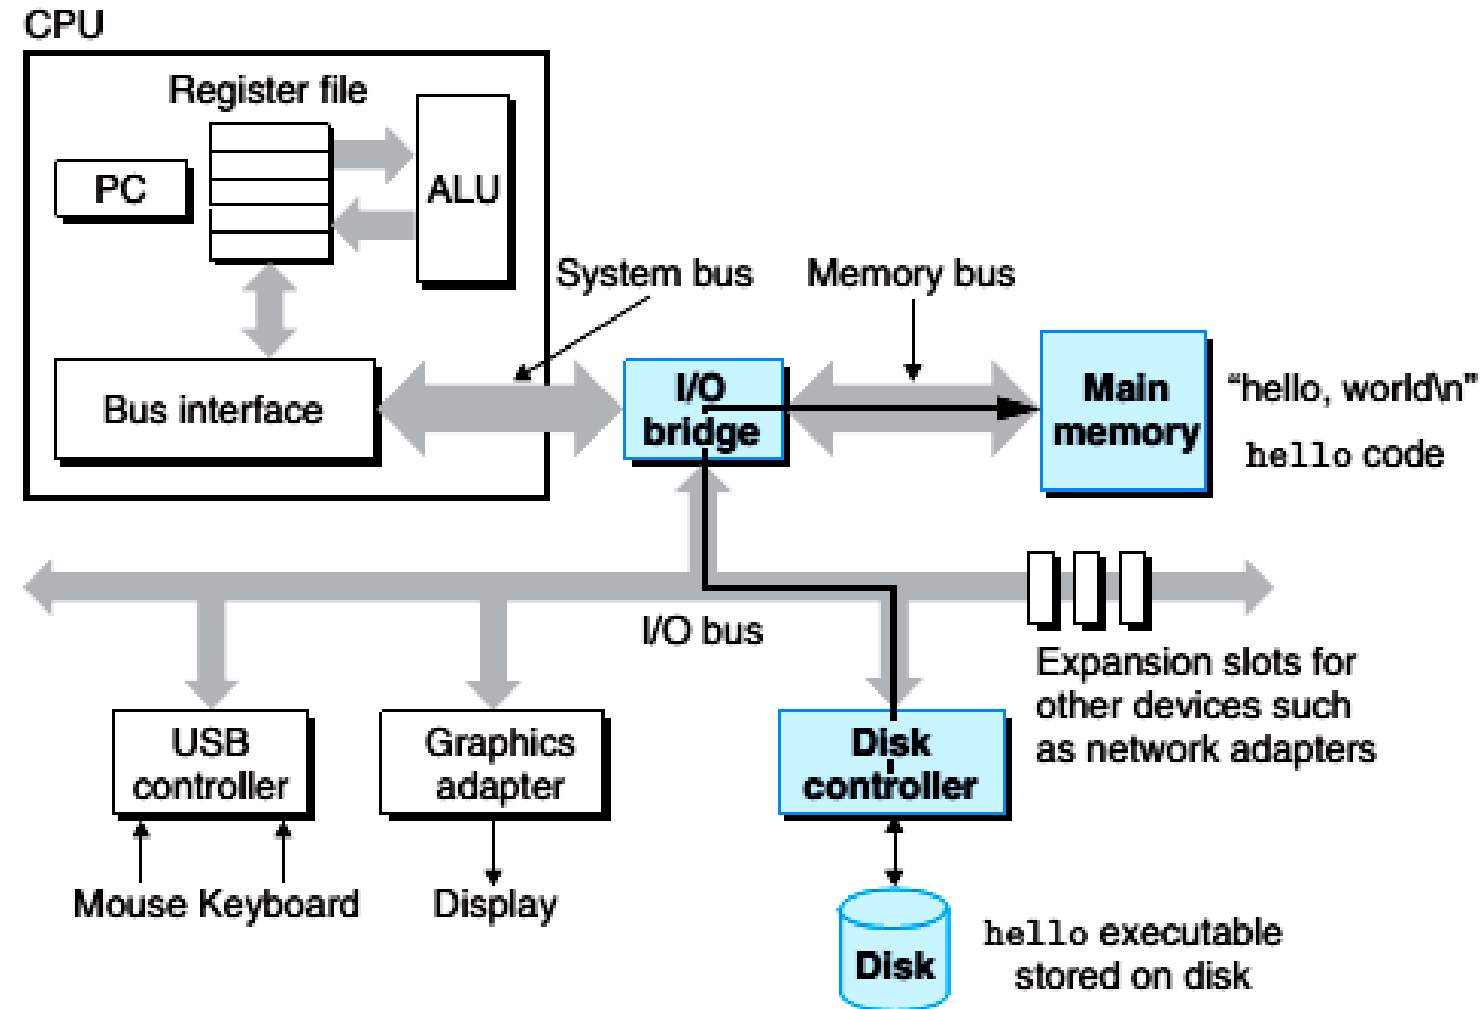 CPU
Register file
PC
ALU
System bus
Memory bus
Bus interface
I/O
bridge
Main
memory
“hello, world\n”
hello code
I/O bus
Expansion slots for
other devices such
as network adapters
USB
controller
Graphics
adapter
Disk
controller
Mouse Keyboard
Display
Disk
hello executable
stored on disk